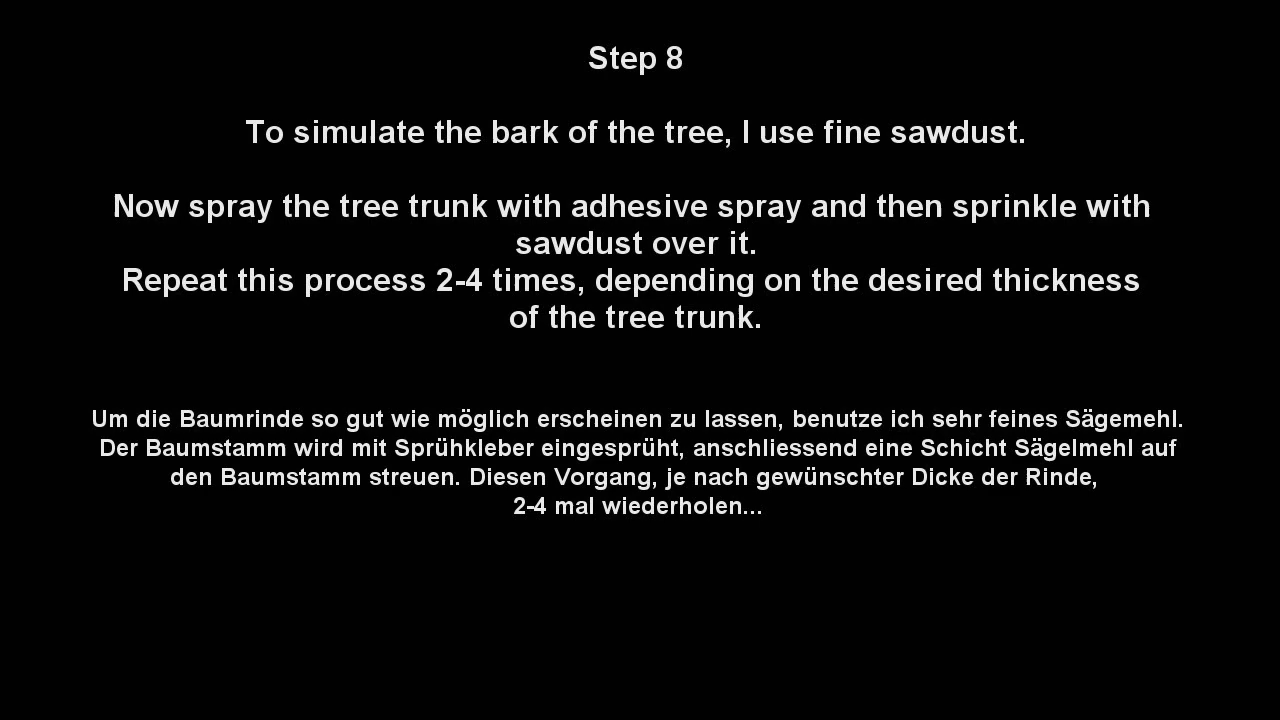 Step 8
To simulate the bark of the tree, I use fine sawdust.
Now spray the tree trunk with adhesive spray and then sprinkle with
sawdust over it.
Repeat this process 2-4 times, depending on the desired thickness
of the tree trunk.
Um die Baumrinde so gut wie möglich erscheinen zu lassen, benutze ich sehr feines Sägemehl.
Der Baumstamm wird mit Sprühkleber eingesprüht, anschliessend eine Schicht Sägelmehl auf
den Baumstamm streuen. Diesen Vorgang, je nach gewünschter Dicke der Rinde,
2-4 mal wiederholen...